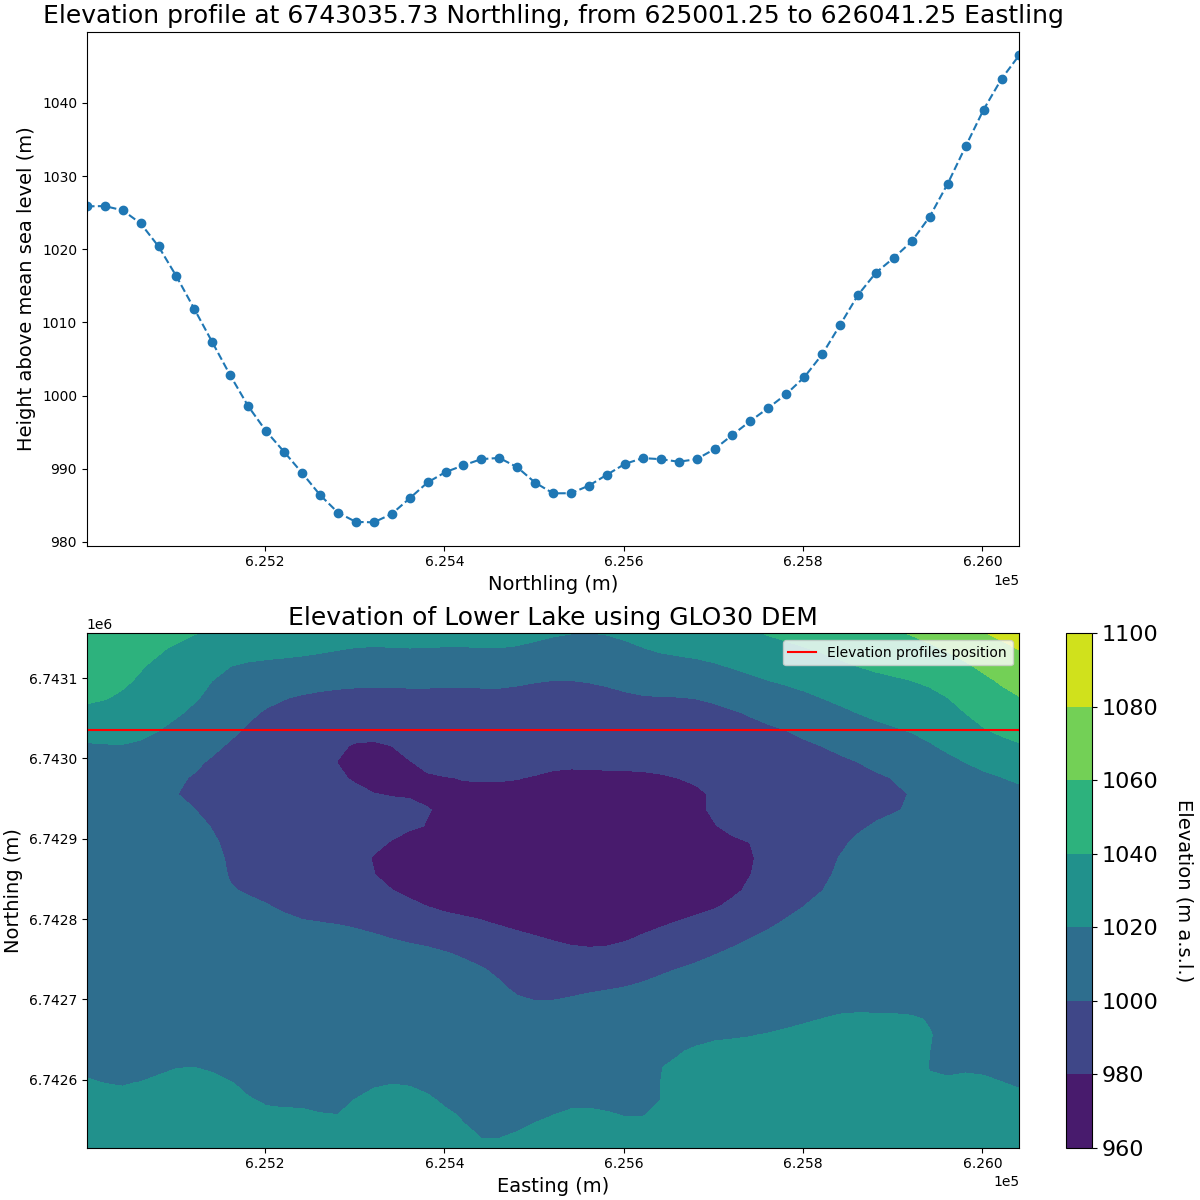 Elevation profile at 6743035.73 Northling, from 625001.25 to 626041.25 Eastling
Height above mean sea level (m)
1040
1030
1020
1010
1000
990
980
6.252
6.254
6.256
6.258
6.260
1e5
Northling (m)
Elevation of Lower Lake using GLO30 DEM
1e6
Elevation profiles position
Northing (m)
6.7431
6.7430
6.7429
6.7428
6.7427
6.7426
6.252
6.254
6.256
6.258
6.260
1e5
Easting (m)
1100
1080
1060
1040
1020
1000
980
960
Elevation (m a.s.l.)